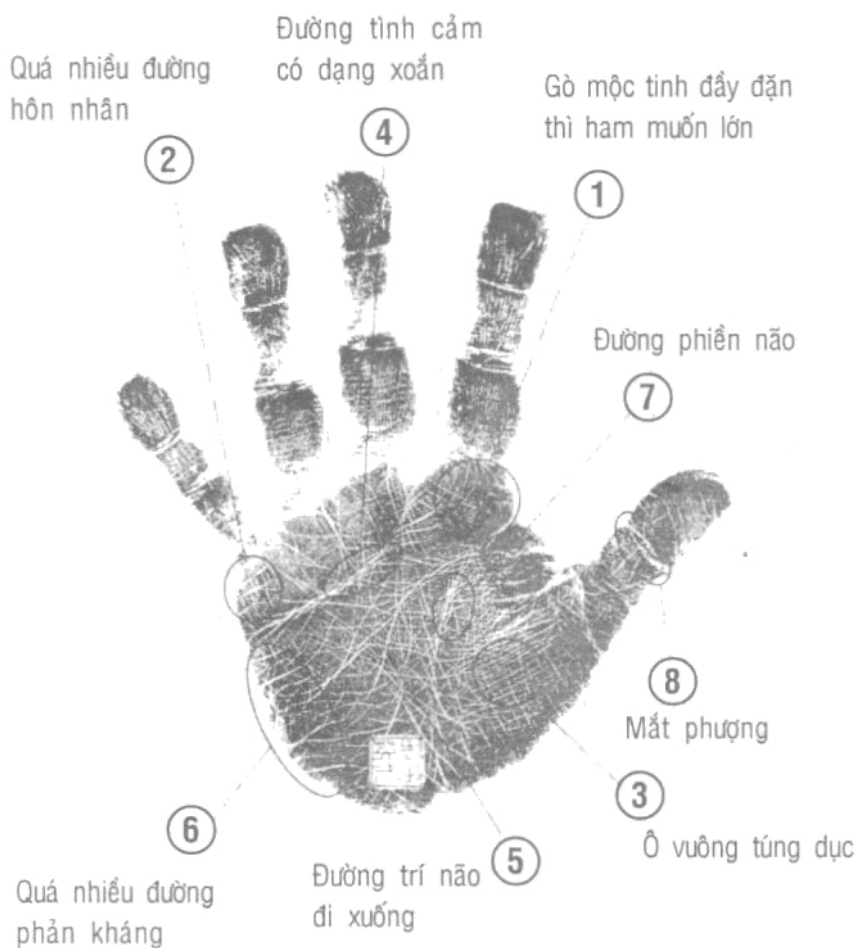 Đường tình cảm
có dạng xoắn
④
Quá nhiều đường
hôn nhân
②
Gò mộc tinh đầy đặn
thì ham muốn lớn
①
Đường phiền não
⑦
⑧
Mắt phượng
③
Ô vuông túng dục
⑤
Đường trí não
đi xuống
⑥
Quá nhiều đường
phản kháng